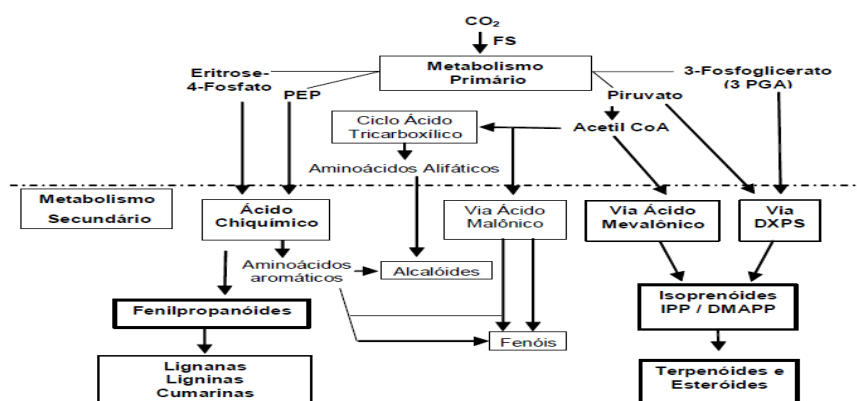 CO₂
FS
Metabolismo
Primário
Eritrose-
4-Fosfato
PEP
3-Fosfoglicerato
(3 PGA)
Piruvato
Ciclo Ácido
Tricarboxílico
Acetil CoA
Aminoácidos Alifáticos
Metabolismo
Secundário
Ácido
Chiquímico
Via Ácido
Malônico
Via Ácido
Mevalônico
Via
DXPS
Aminoácidos
aromáticos
Alcalóides
Fenilpropanóides
Isoprenóides
IPP / DMAPP
Fenóis
Lignanas
Ligninas
Cumarinas
Terpenóides e
Esteróides